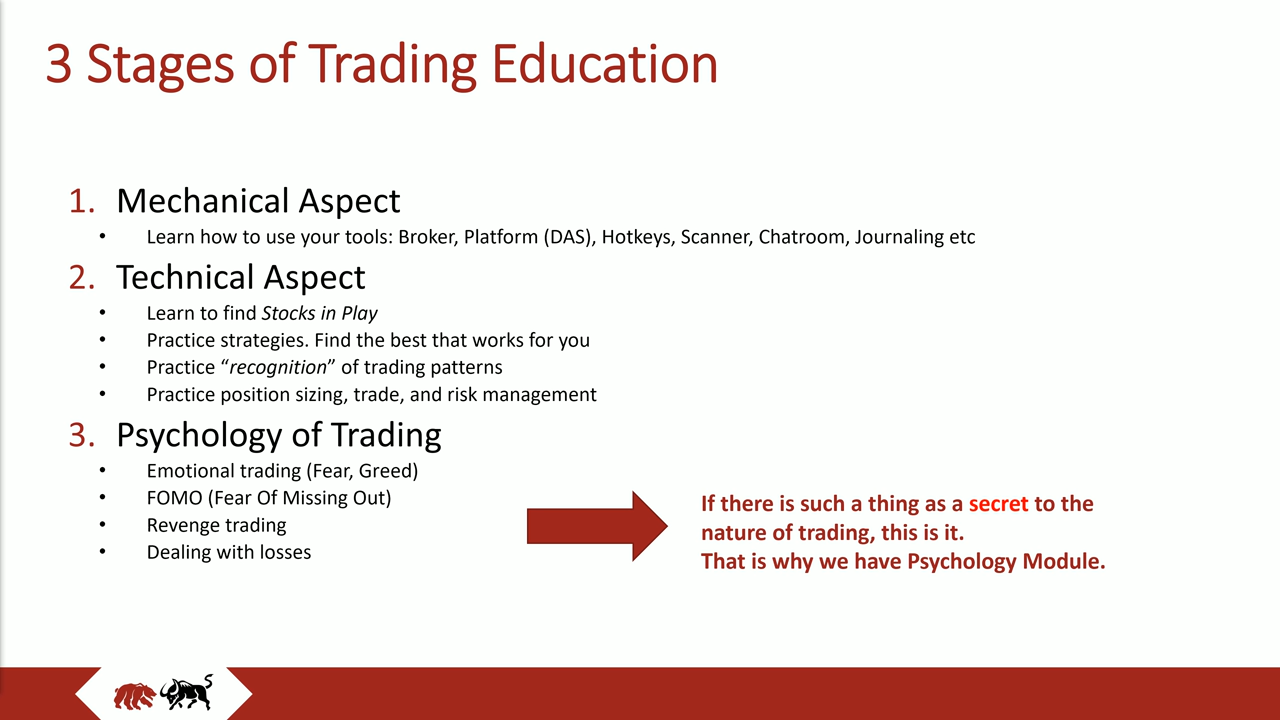 3 Stages of Trading Education
1. Mechanical Aspect
• Learn how to use your tools: Broker, Platform (DAS), Hotkeys, Scanner, Chatroom, Journaling etc
2. Technical Aspect
• Learn to find Stocks in Play
• Practice strategies. Find the best that works for you
• Practice “recognition” of trading patterns
• Practice position sizing, trade, and risk management
3. Psychology of Trading
• Emotional trading (Fear, Greed)
• FOMO (Fear Of Missing Out)
• Revenge trading
• Dealing with losses
If there is such a thing as a secret to the
nature of trading, this is it.
That is why we have Psychology Module.